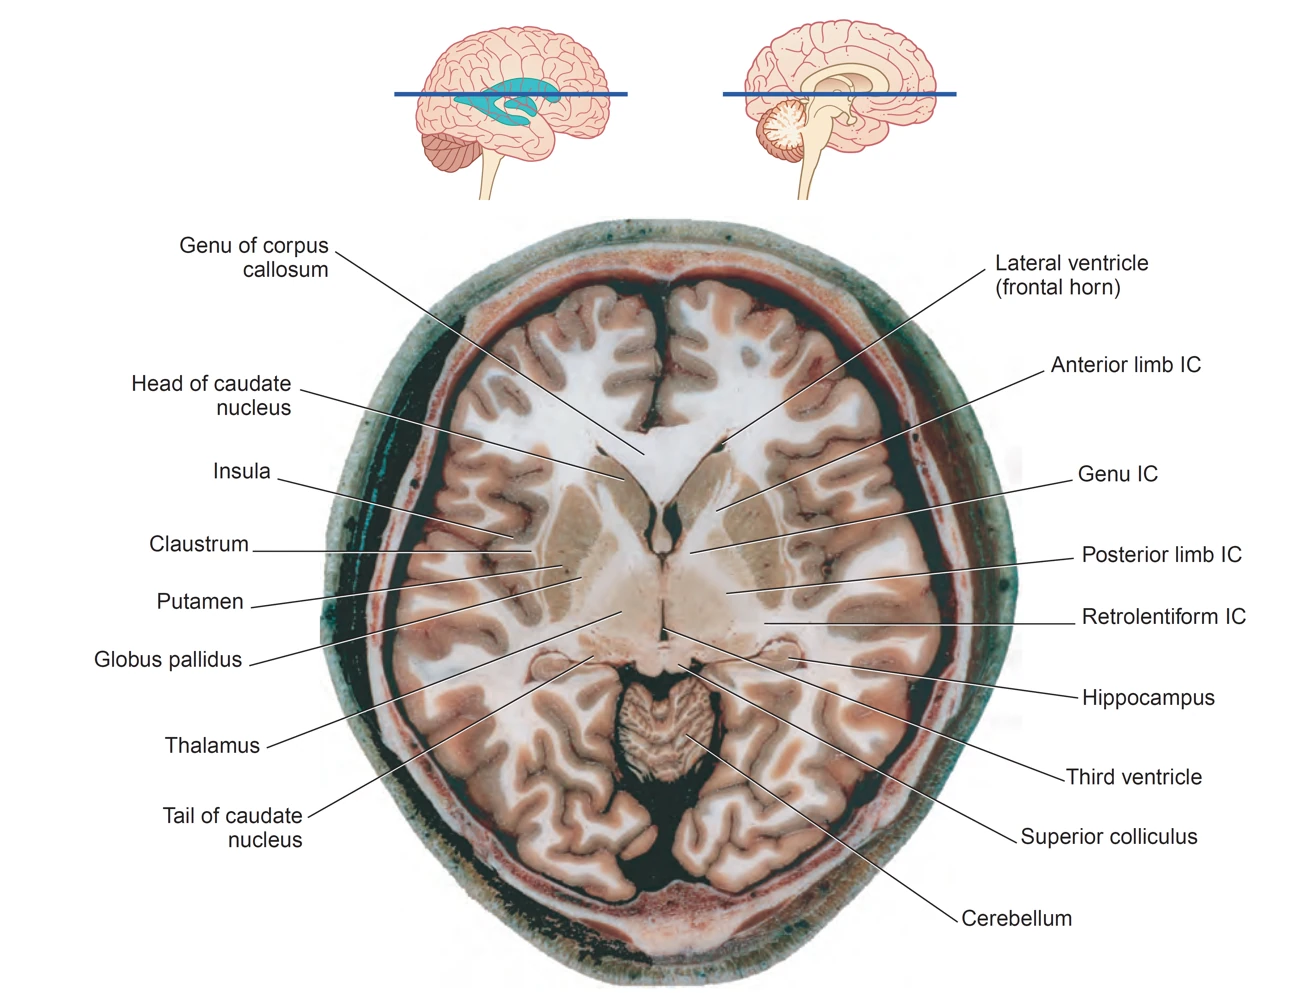 Genu of corpus
callosum
Head of caudate
nucleus
Insula
Claustrum
Putamen
Globus pallidus
Thalamus
Tail of caudate
nucleus
Lateral ventricle
(frontal horn)
Anterior limb IC
Genu IC
Posterior limb IC
Retrolentiform IC
Hippocampus
Third ventricle
Superior colliculus
Cerebellum